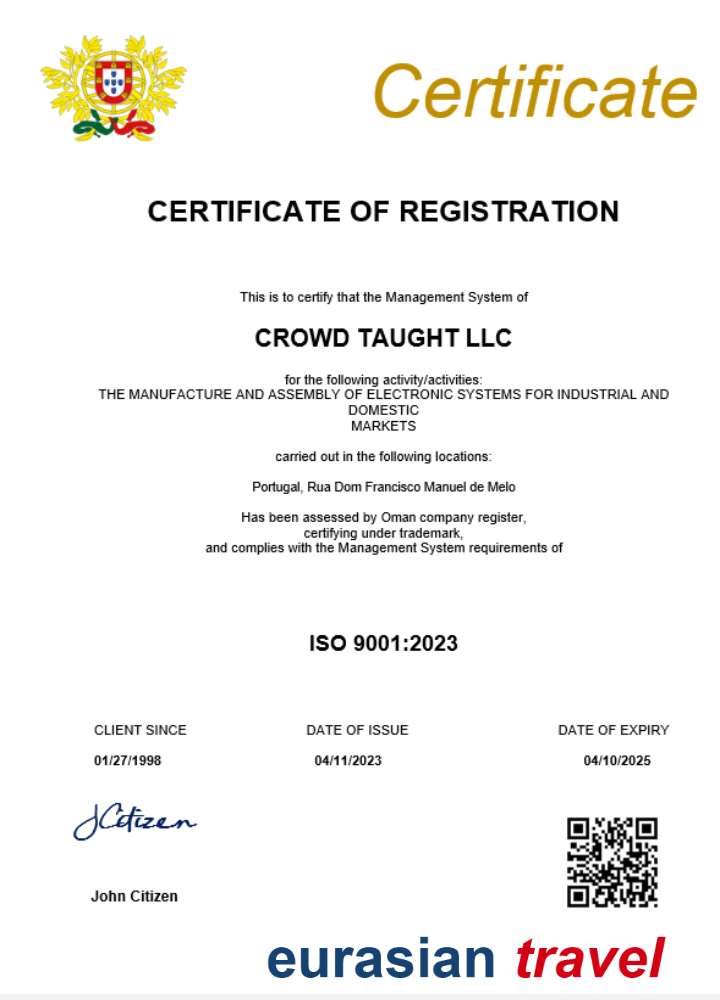 Certificate
CERTIFICATE OF REGISTRATION
This is to certify that the Management System of
CROWD TAUGHT LLC
for the following activity/activities:
THE MANUFACTURE AND ASSEMBLY OF ELECTRONIC SYSTEMS FOR INDUSTRIAL AND
DOMESTIC
MARKETS
carried out in the following locations:
Portugal, Rua Dom Francisco Manuel de Melo
Has been assessed by Oman company register,
certifying under trademark,
and complies with the Management System requirements of
ISO 9001:2023
CLIENT SINCE DATE OF ISSUE DATE OF EXPIRY
01/27/1998 04/11/2023 04/10/2025
JCitizen
John Citizen
eurasian travel